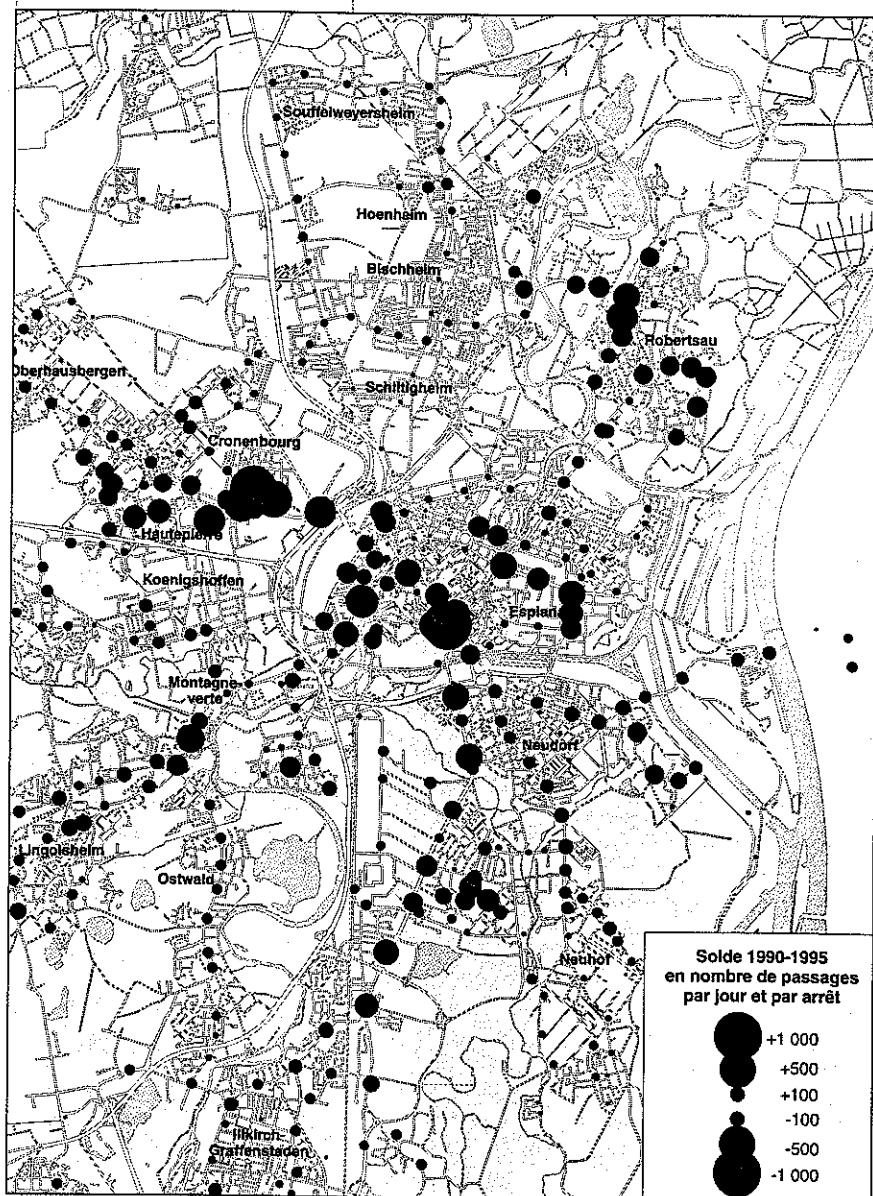 Souffelweyersheim
Hoenheim
Bischheim
Robertsau
Oberhausbergen
Schiltigheim
Cronenbourg
Hautepierre
Koenigshoffen
Esplan
Montagne
verte
Neudorf
Lingolsheim
Ostwald
Neuhof
Illkirch-
Graffenstaden
Solde 1990-1995
en nombre de passages
par jour et par arrêt
+1 000
+500
+100
-100
-500
-1 000